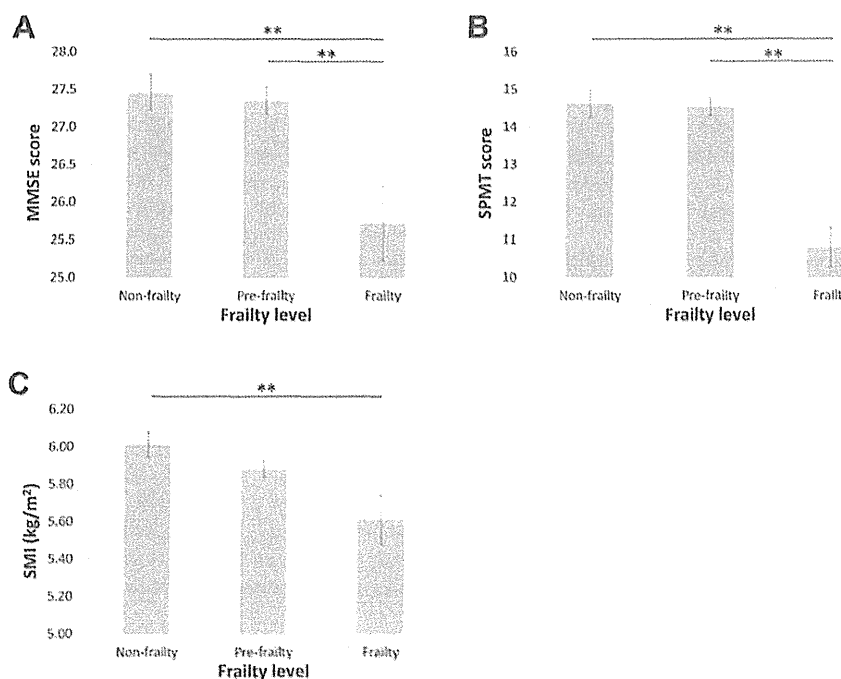 A
**
**
28.0
27.5
27.0
26.5
26.0
25.5
25.0
MMSE score
Non-frailty Pre-frailty Frailty
Frailty level
B
**
**
16
15
14
13
12
11
10
SPMT score
Non-frailty Pre-frailty Frailt
Frailty level
C
**
6.20
6.00
5.80
5.60
5.40
5.20
5.00
SMI (kg/m²)
Non-frailty Pre-frailty Frailty
Frailty level